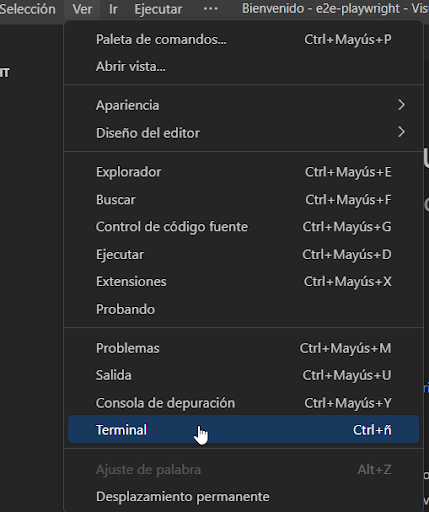 Selección Ver Ir Ejecutar ··· Bienvenido - e2e-playwright - Vis
Paleta de comandos... Ctrl+Mayús+P
Abrir vista...
HT
Apariencia
Diseño del editor
Explorador Ctrl+Mayús+E
Buscar Ctrl+Mayús+F
Control de código fuente Ctrl+Mayús+G
Ejecutar Ctrl+Mayús+D
Extensiones Ctrl+Mayús+X
Probando
Problemas Ctrl+Mayús+M
Salida Ctrl+Mayús+U
Consola de depuración Ctrl+Mayús+Y
Terminal Ctrl+ñ
Ajuste de palabra Alt+Z
Desplazamiento permanente